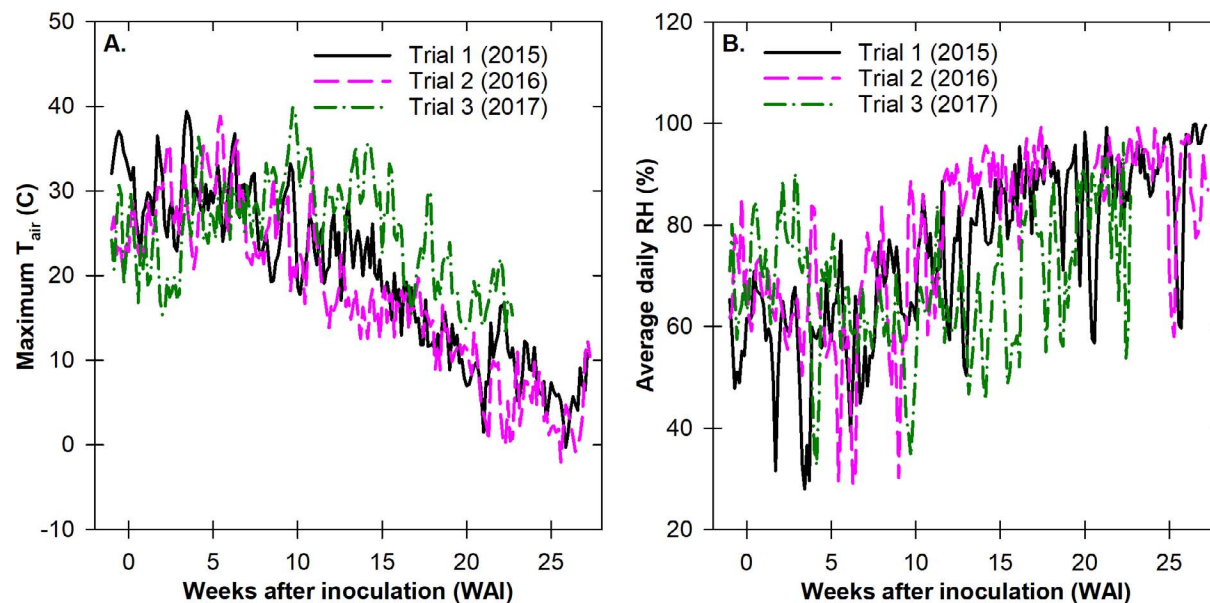 A.
Trial 1 (2015)
Trial 2 (2016)
Trial 3 (2017)
50
40
30
20
10
0
-10
Maximum Tair (C)
0 5 10 15 20 25
Weeks after inoculation (WAI)
B.
Trial 1 (2015)
Trial 2 (2016)
Trial 3 (2017)
120
100
80
60
40
20
Average daily RH (%)
0 5 10 15 20 25
Weeks after inoculation (WAI)